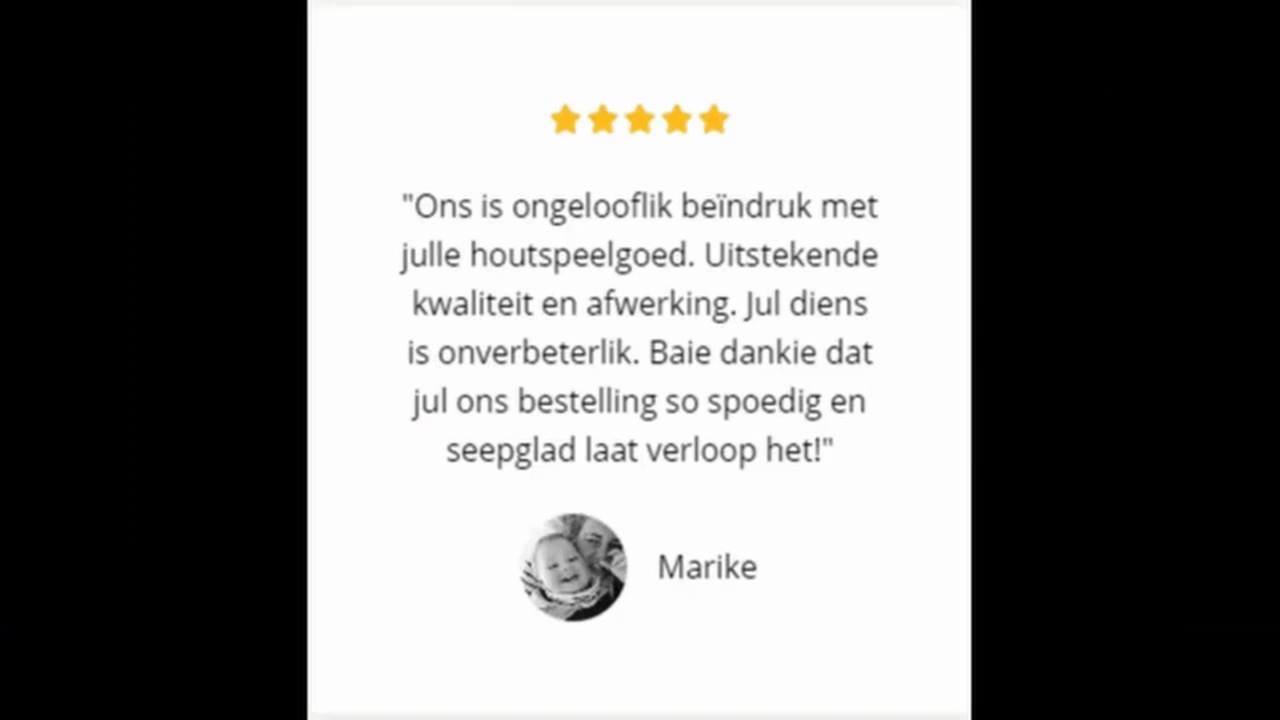 "Ons is ongelooflik beïndruk met
julle houtspeelgoed. Uitstekende
kwaliteit en afwerking. Jul diens
is onverbeterlik. Baie dankie dat
jul ons bestelling so spoedig en
seepglad laat verloop het!"
Marike